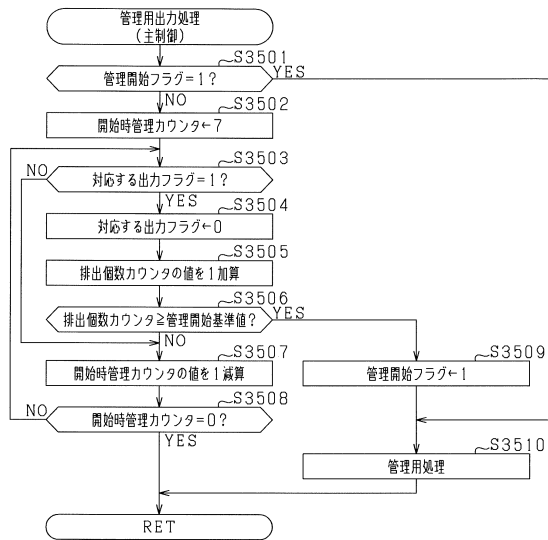 管理用出力処理
(主制御)
S3501
管理開始フラグ=1?
YES
NO
S3502
開始時管理カウンタ←7
S3503
NO
対応する出力フラグ=1?
YES
S3504
対応する出力フラグ←0
S3505
排出個数カウンタの値を1加算
S3506
排出個数カウンタ≧管理開始基準値?
YES
NO
S3507
開始時管理カウンタの値を1減算
S3509
管理開始フラグ←1
S3508
NO
開始時管理カウンタ=0?
YES
S3510
管理用処理
RET